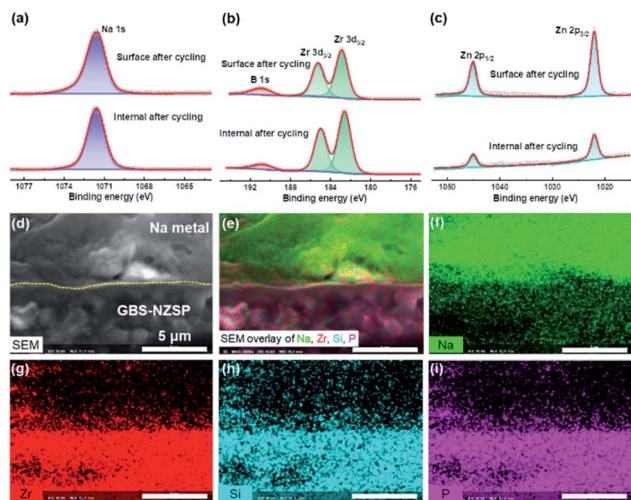 (a)
Na 1s
Surface after cycling
Internal after cycling
1077 1074 1071 1068 1065
Binding energy (eV)
(b)
Zr 3d5/2
Zr 3d3/2
Surface after cycling
B 1s
Internal after cycling
192 188 184 180 176
Binding energy (eV)
(c)
Zn 2p3/2
Zn 2p1/2
Surface after cycling
Internal after cycling
1050 1040 1030 1020
Binding energy (eV)
(d)
Na metal
GBS-NZSP
5 μm
SEM
(e)
SEM overlay of Na, Zr, Si, P
(f)
Na
(g)
Zr
(h)
Si
(i)
P